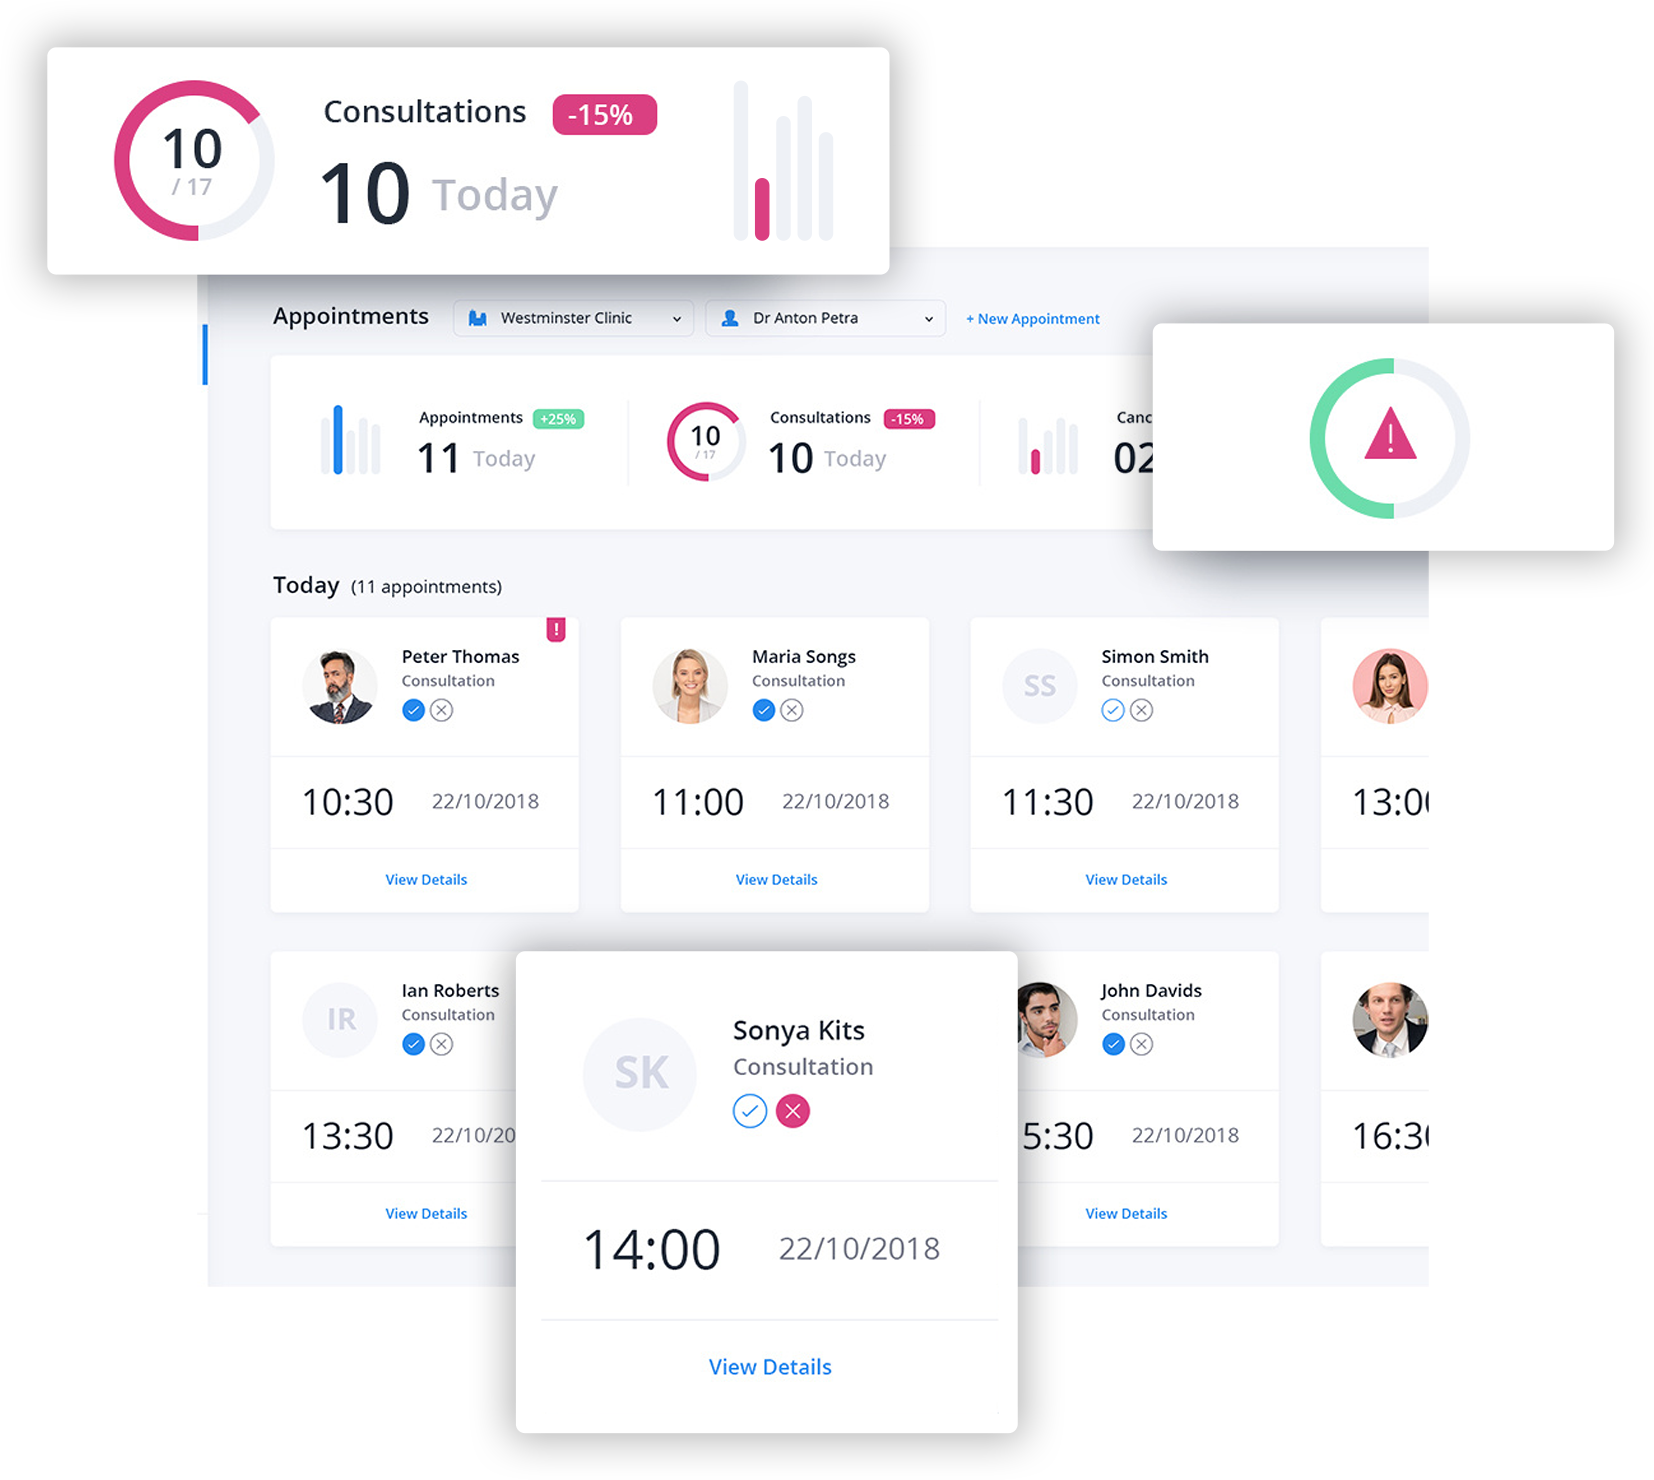 10
/ 17
Consultations -15%
10 Today
Appointments Westminster Clinic Dr Anton Petra + New Appointment
Appointments +25%
11 Today
10
/ 17
Consultations -15%
10 Today
02
!
Today (11 appointments)
!
Peter Thomas
Consultation
10:30 22/10/2018
View Details
Maria Songs
Consultation
11:00 22/10/2018
View Details
SS
Simon Smith
Consultation
11:30 22/10/2018
View Details
13:00
IR
Ian Roberts
Consultation
13:30 22/10/20
View Details
SK
Sonya Kits
Consultation
14:00 22/10/2018
View Details
John Davids
Consultation
5:30 22/10/2018
View Details
16:30